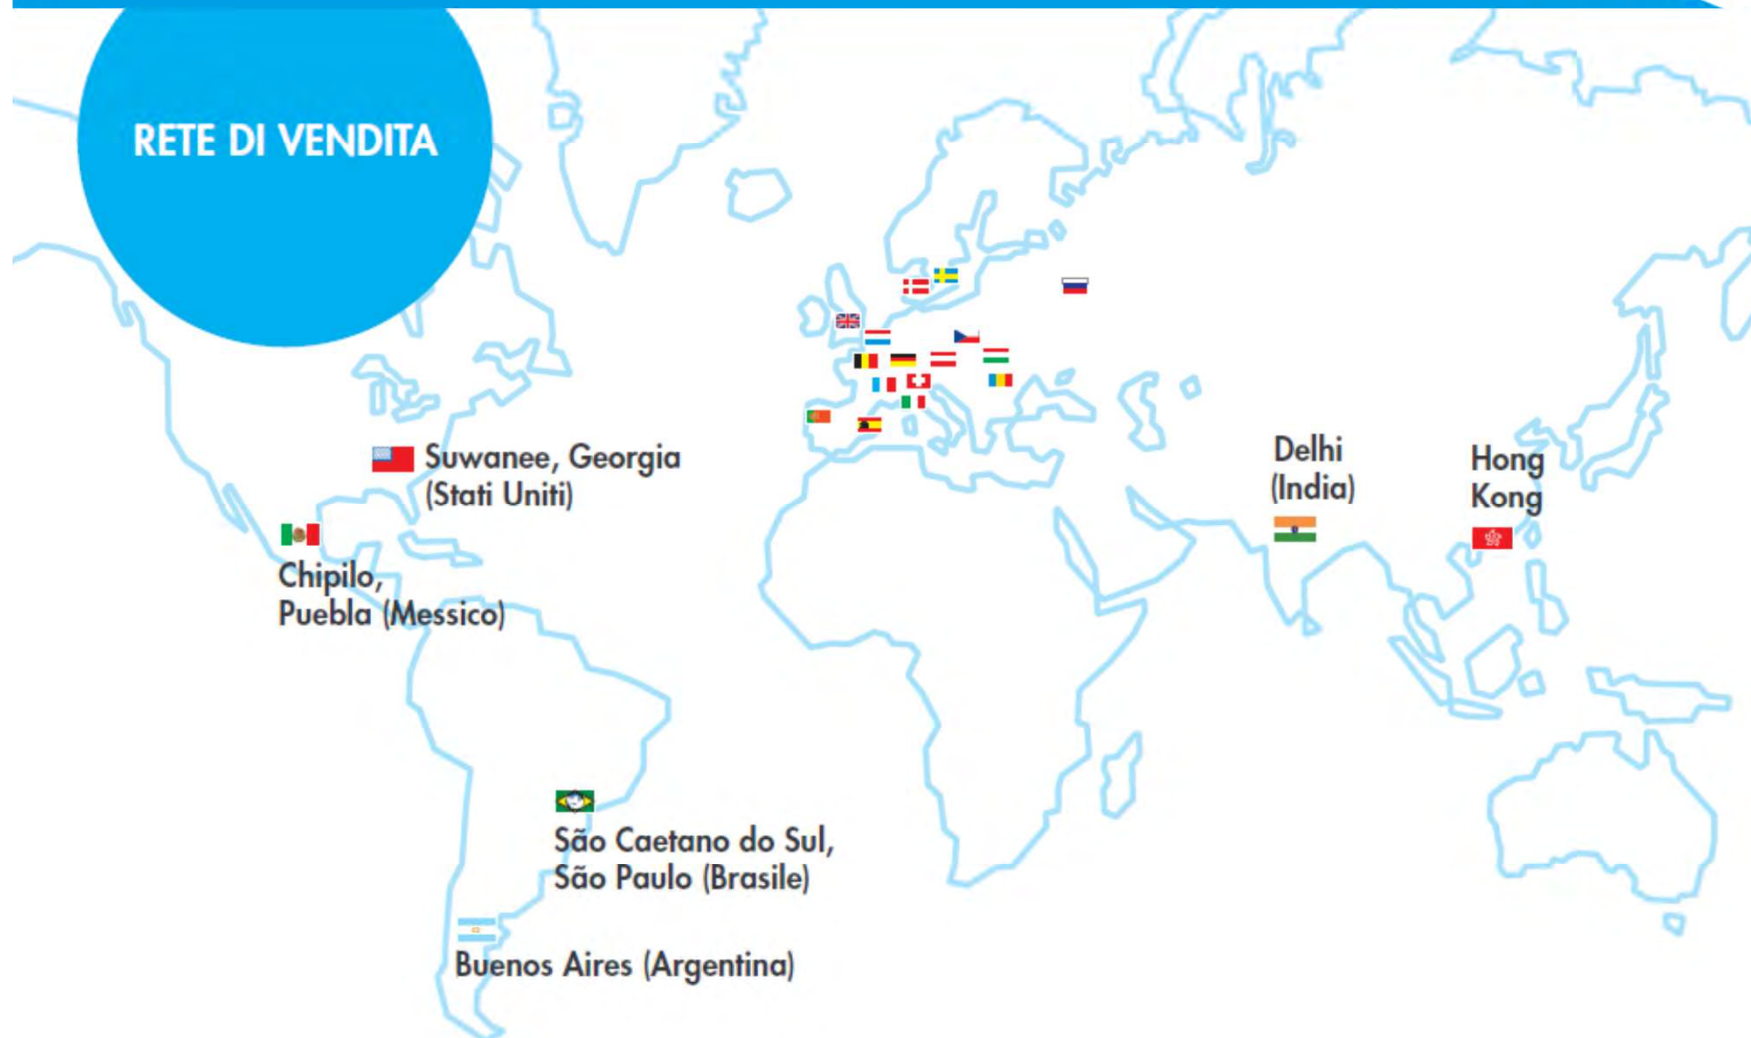 RETE DI VENDITA
Suwanee, Georgia
(Stati Uniti)
Delhi
(India)
Hong
Kong
Chipilo,
Puebla (Messico)
São Caetano do Sul,
São Paulo (Brasile)
Buenos Aires (Argentina)